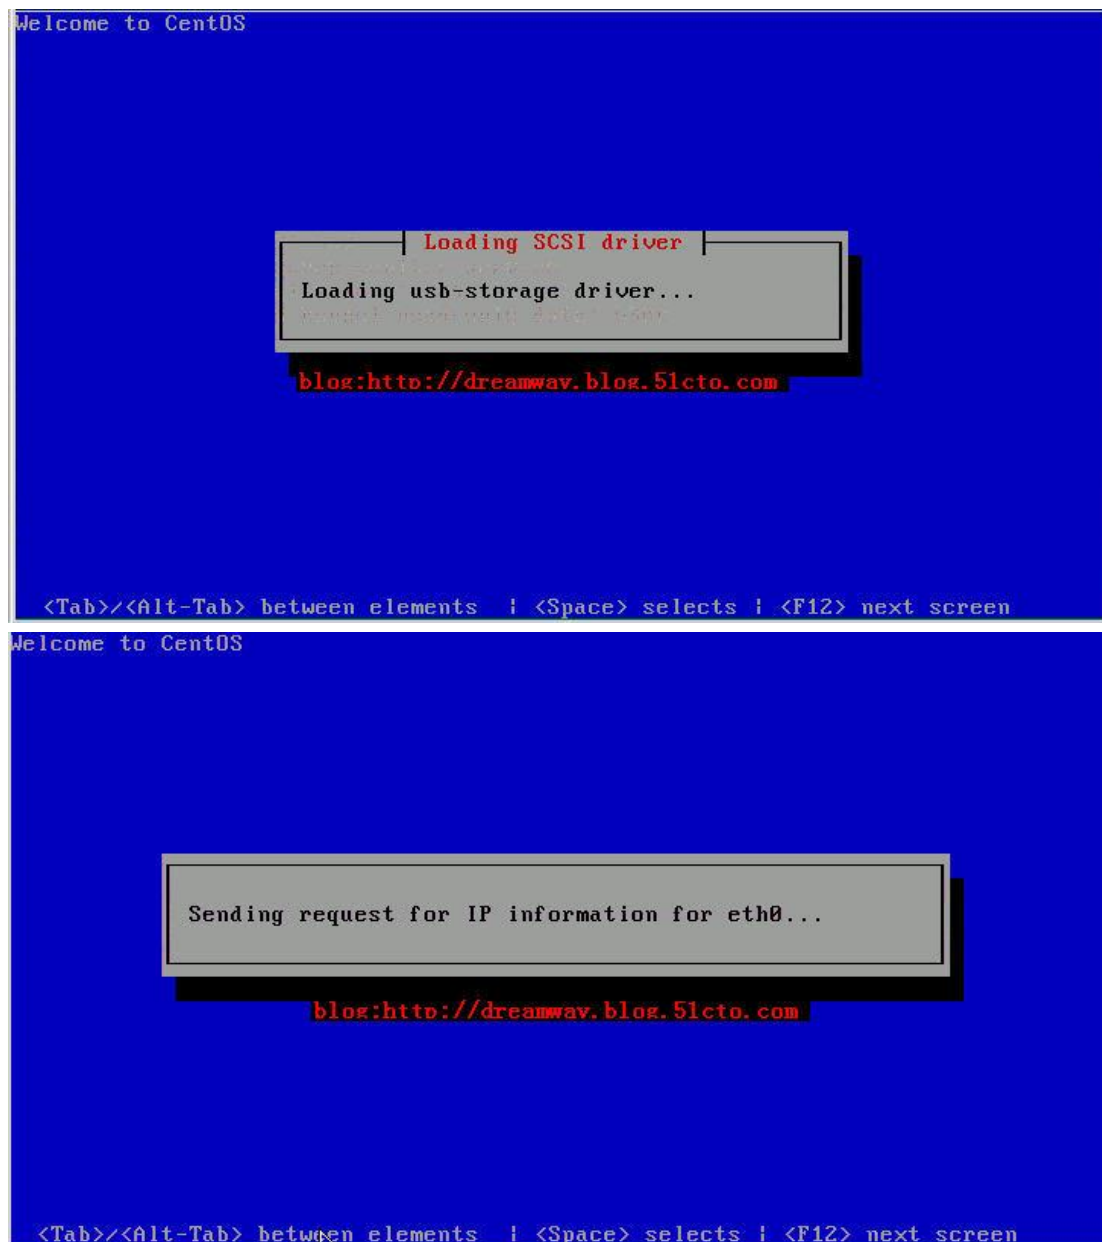 Welcome to CentOS
Loading SCSI driver
Loading usb-storage driver...
blog:http://dreamway.blog.51cto.com
<Tab>/<Alt-Tab> between elements | <Space> selects | <F12> next screen
Welcome to CentOS
Sending request for IP information for eth0...
blog:http://dreamway.blog.51cto.com
<Tab>/<Alt-Tab> between elements | <Space> selects | <F12> next screen